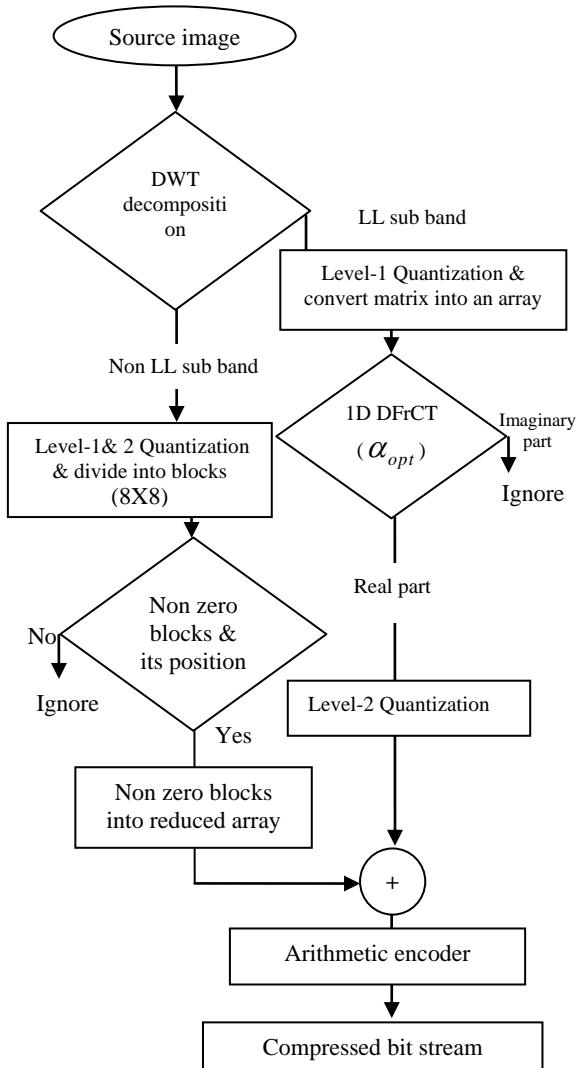 Source image
DWT
decompositi
on
LL sub band
Level-1 Quantization &
convert matrix into an array
Non LL sub band
1D DFrCT
( α_opt )
Imaginary
part
Ignore
Level-1& 2 Quantization
& divide into blocks
(8X8)
Real part
Non zero
blocks &
its position
No
Ignore
Yes
Level-2 Quantization
Non zero blocks
into reduced array
+
Arithmetic encoder
Compressed bit stream